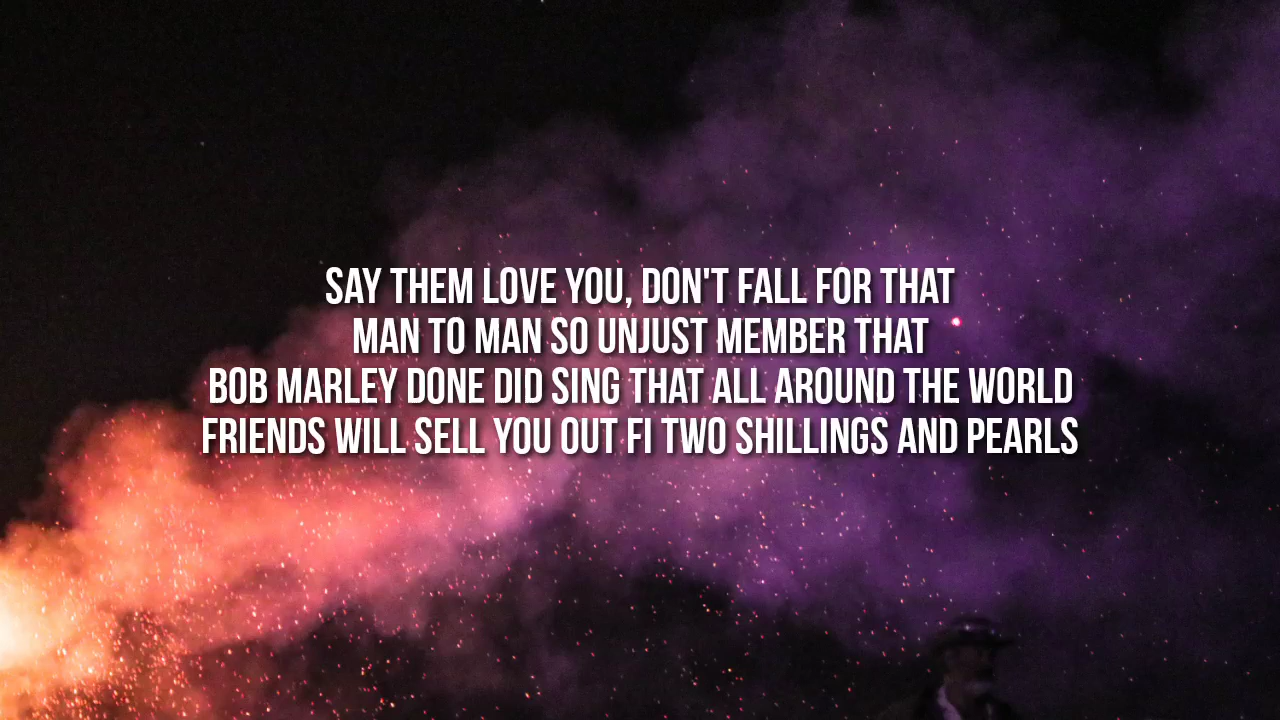 SAY THEM LOVE YOU, DON'T FALL FOR THAT
MAN TO MAN SO UNJUST MEMBER THAT
BOB MARLEY DONE DID SING THAT ALL AROUND THE WORLD
FRIENDS WILL SELL YOU OUT FI TWO SHILLINGS AND PEARLS